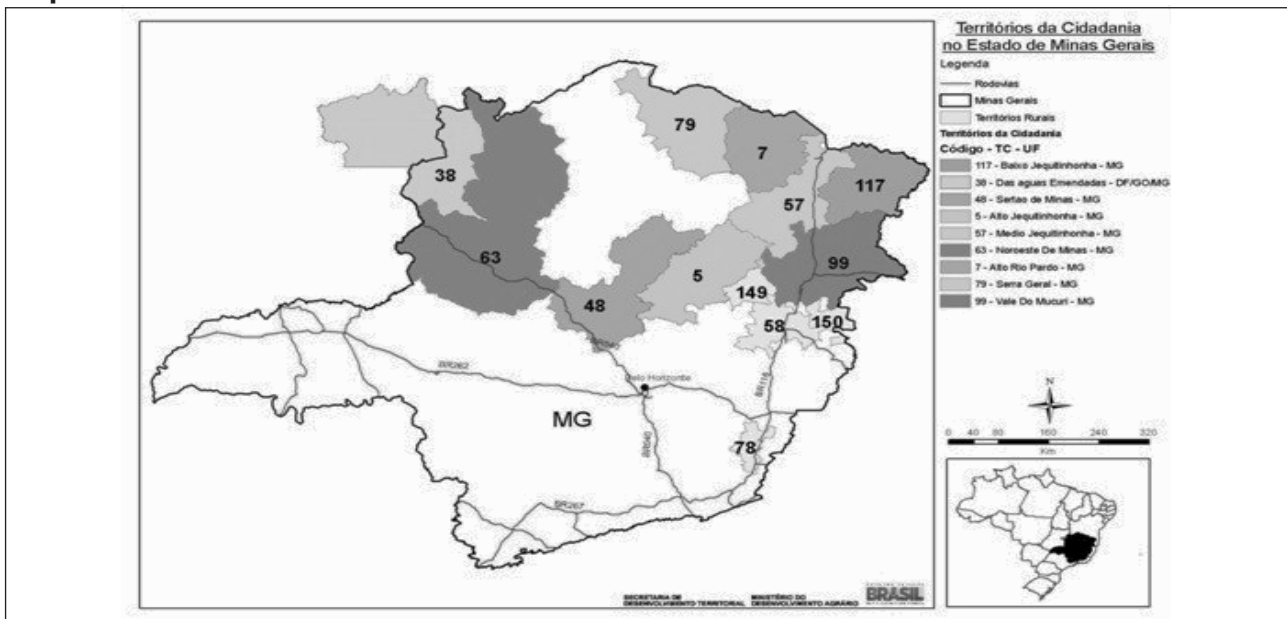 Territórios da Cidadania
no Estado de Minas Gerais
Legenda
Rodovias
Minas Gerais
Territórios Rurais
Territórios da Cidadania
Código - TC - UF
117 - Baixo Jequitinhonha - MG
38 - Das aguas Emendadas - DF/GO/MG
48 - Sertao de Minas - MG
5 - Alto Jequitinhonha - MG
57 - Medio Jequitinhonha - MG
63 - Noroeste De Minas - MG
7 - Alto Rio Pardo - MG
79 - Serra Geral - MG
99 - Vale Do Mucuri - MG
79
7
38
117
57
63
99
5
149
48
58
150
BR040
BR262
Belo Horizonte
BR116
MG
78
BR040
BR267
N
0 40 80 160 240 320
Km
SECRETARIA DE
DESENVOLVIMENTO TERRITORIAL
MINISTÉRIO DO
DESENVOLVIMENTO AGRÁRIO
BRASIL